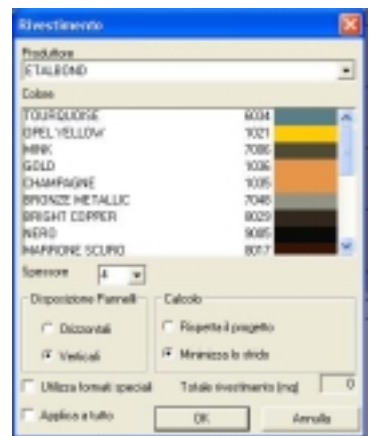 Rivestimento
Produttore
ETALBOND
Colore
TOURQUOISE 6034
OPEL YELLOW 1021
MINK 7006
GOLD 1036
CHAMPAGNE 1035
BRONZE METALLIC 7048
BRIGHT COPPER 8029
NERO 9005
MARRONE SCURO 8017
Spessore 4
Disposizione Pannelli
Orizzontali
Verticali
Calcolo
Rispetta il progetto
Minimizza lo sfrido
Utilizza formati speciali
Totale rivestimento (mq) 0
Applica a tutto
OK
Annulla